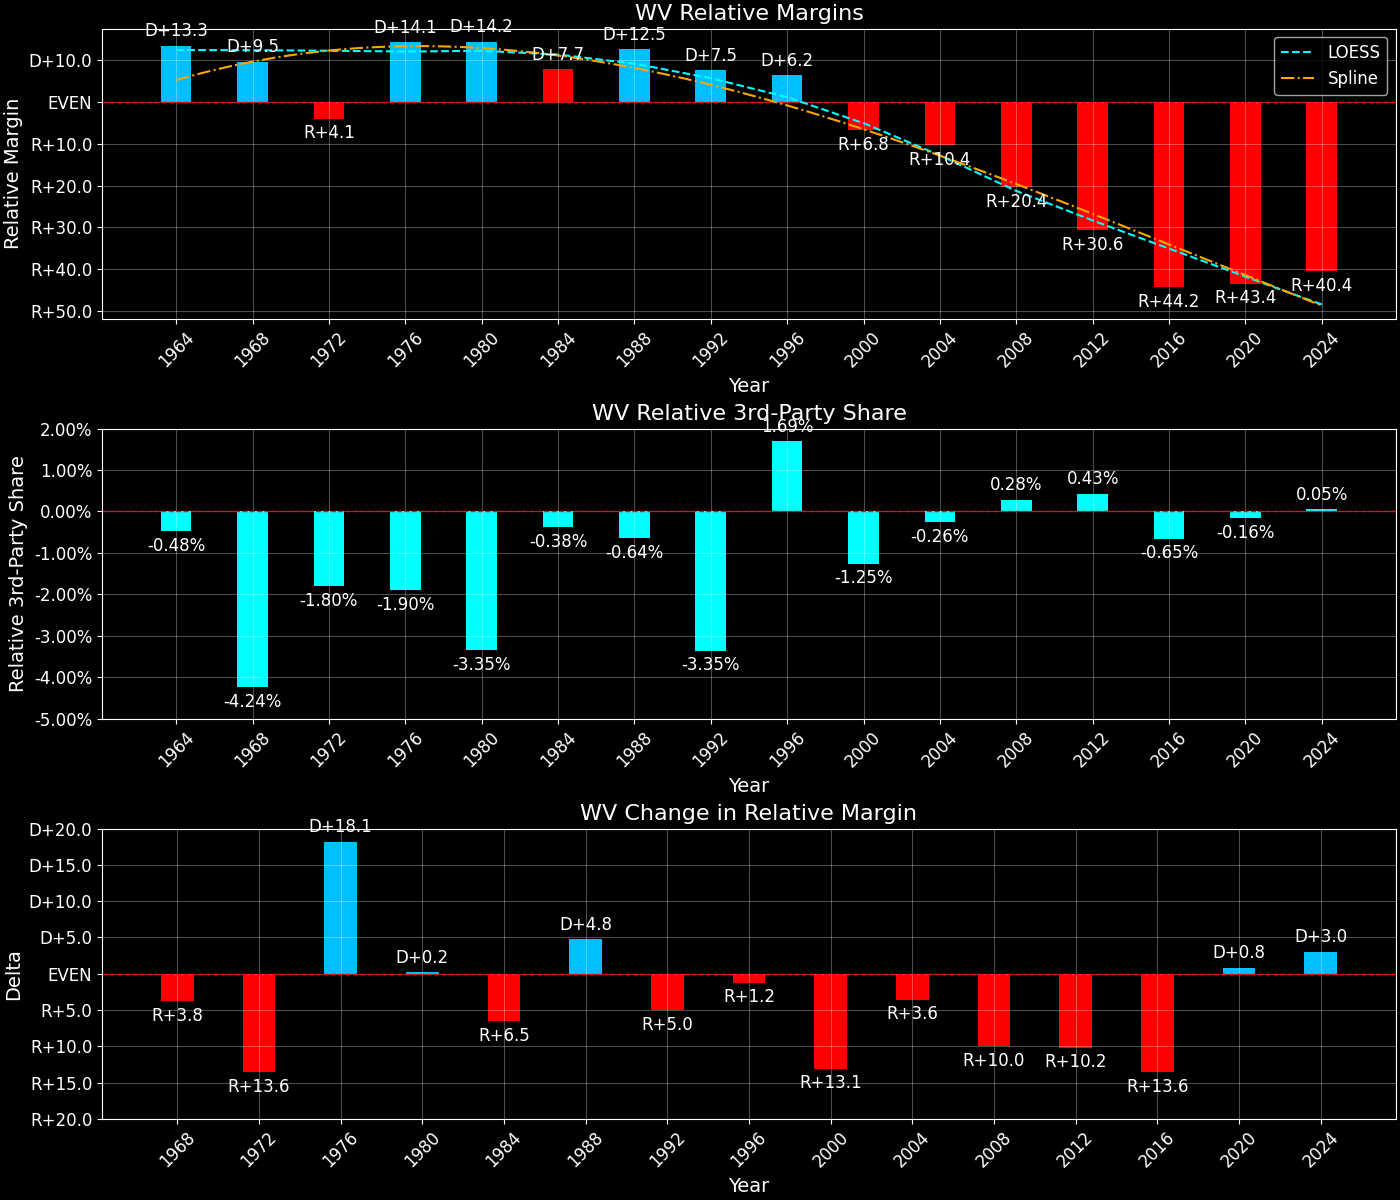 WV Relative Margins
Relative Margin
D+10.0
EVEN
R+10.0
R+20.0
R+30.0
R+40.0
R+50.0
D+13.3
D+9.5
R+4.1
D+14.1
D+14.2
D+7.7
D+12.5
D+7.5
D+6.2
R+6.8
R+10.4
R+20.4
R+30.6
R+44.2
R+43.4
R+40.4
LOESS
Spline
1964 1968 1972 1976 1980 1984 1988 1992 1996 2000 2004 2008 2012 2016 2020 2024
Year
WV Relative 3rd-Party Share
Relative 3rd-Party Share
2.00%
1.00%
0.00%
-1.00%
-2.00%
-3.00%
-4.00%
-5.00%
-0.48%
-4.24%
-1.80%
-1.90%
-3.35%
-0.38%
-0.64%
-3.35%
1.69%
-1.25%
-0.26%
0.28%
0.43%
-0.65%
-0.16%
0.05%
1964 1968 1972 1976 1980 1984 1988 1992 1996 2000 2004 2008 2012 2016 2020 2024
Year
WV Change in Relative Margin
Delta
D+20.0
D+15.0
D+10.0
D+5.0
EVEN
R+5.0
R+10.0
R+15.0
R+20.0
R+3.8
R+13.6
D+18.1
D+0.2
R+6.5
D+4.8
R+5.0
R+1.2
R+13.1
R+3.6
R+10.0
R+10.2
R+13.6
D+0.8
D+3.0
1968 1972 1976 1980 1984 1988 1992 1996 2000 2004 2008 2012 2016 2020 2024
Year